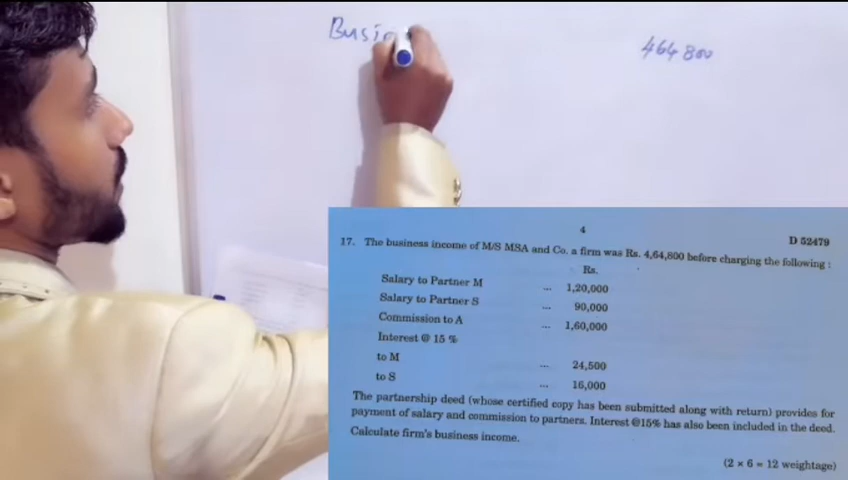 Busi
464 800
4
D 52479
17. The business income of M/S MSA and Co. a firm was Rs. 4,64,800 before charging the following :
Rs.
Salary to Partner M ... 1,20,000
Salary to Partner S ... 90,000
Commission to A ... 1,60,000
Interest @ 15 %
to M ... 24,500
to S ... 16,000
The partnership deed (whose certified copy has been submitted along with return) provides for
payment of salary and commission to partners. Interest @15% has also been included in the deed.
Calculate firm's business income.
(2 × 6 = 12 weightage)